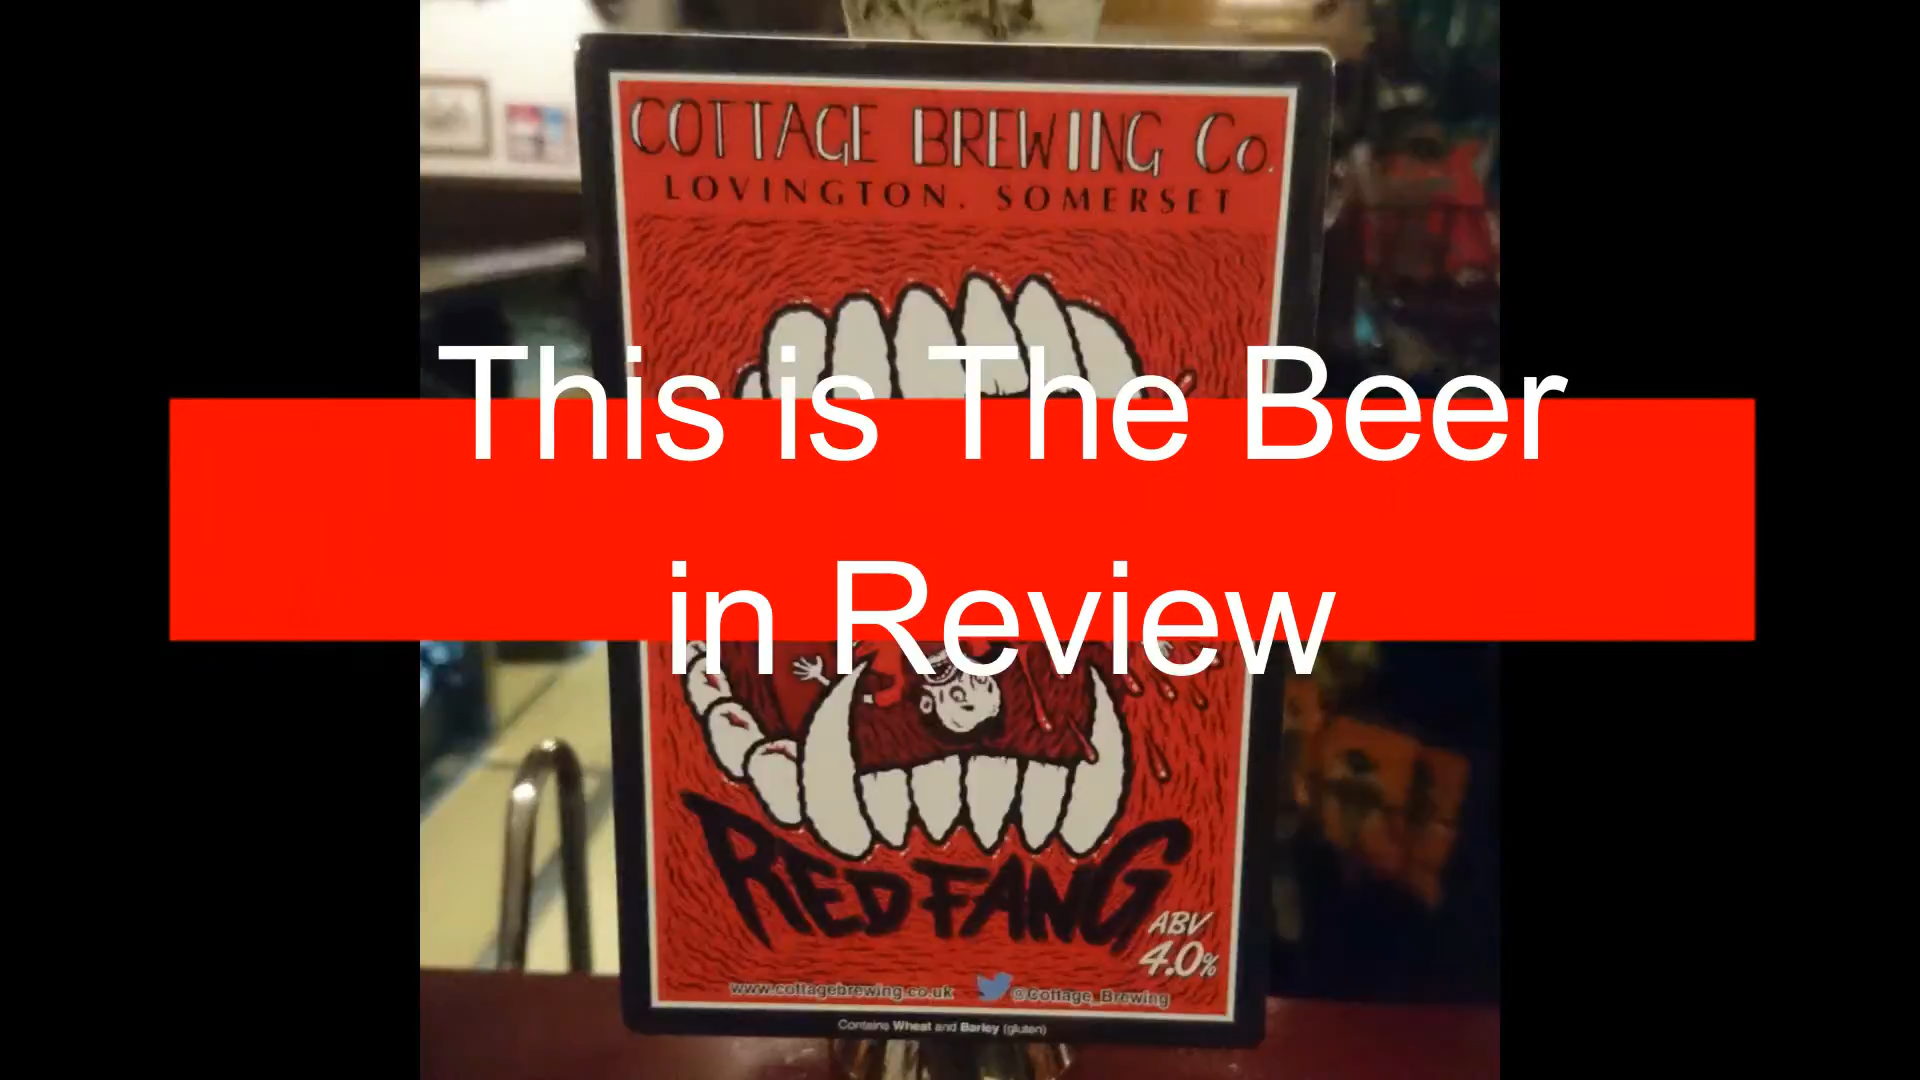 COTTAGE BREWING Co.
LOVINGTON. SOMERSET
This is The Beer
in Review
RED FANG
ABV
4.0%
www.cottagebrewing.co.uk @Cottage_Brewing
Contains Wheat and Barley (gluten)